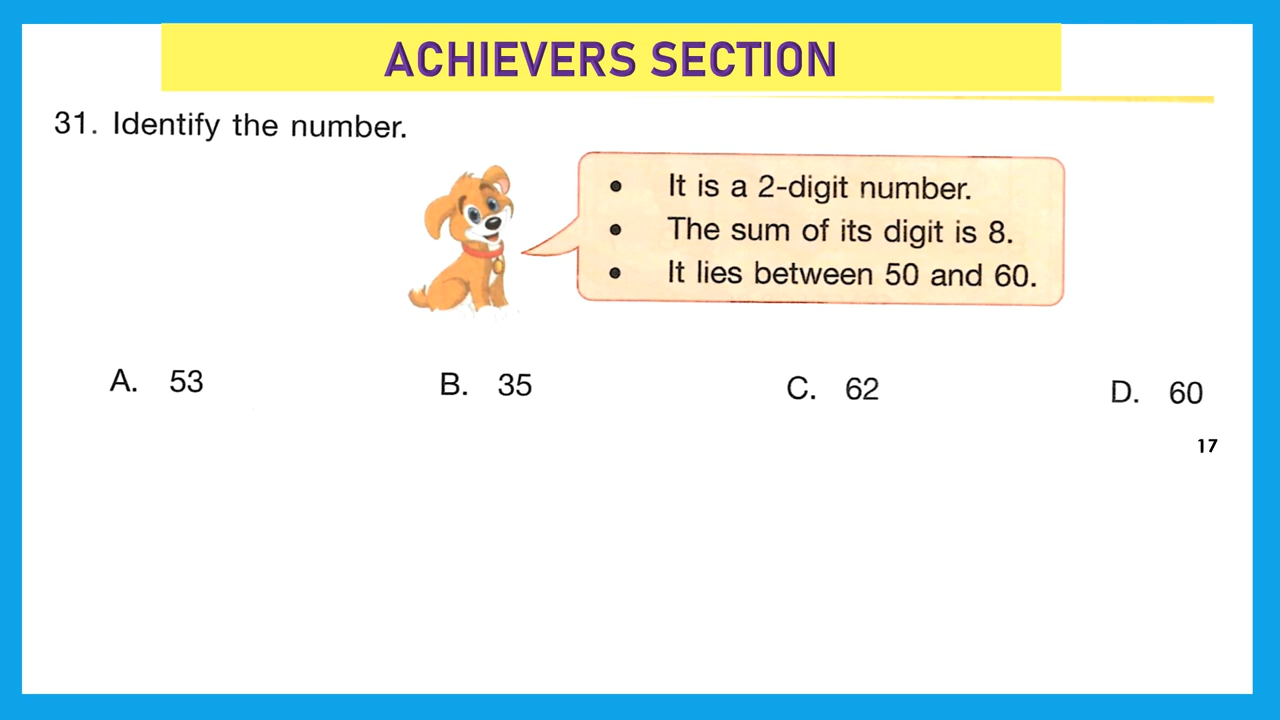 ACHIEVERS SECTION
31. Identify the number.
• It is a 2-digit number.
• The sum of its digit is 8.
• It lies between 50 and 60.
A. 53 B. 35 C. 62 D. 60
17